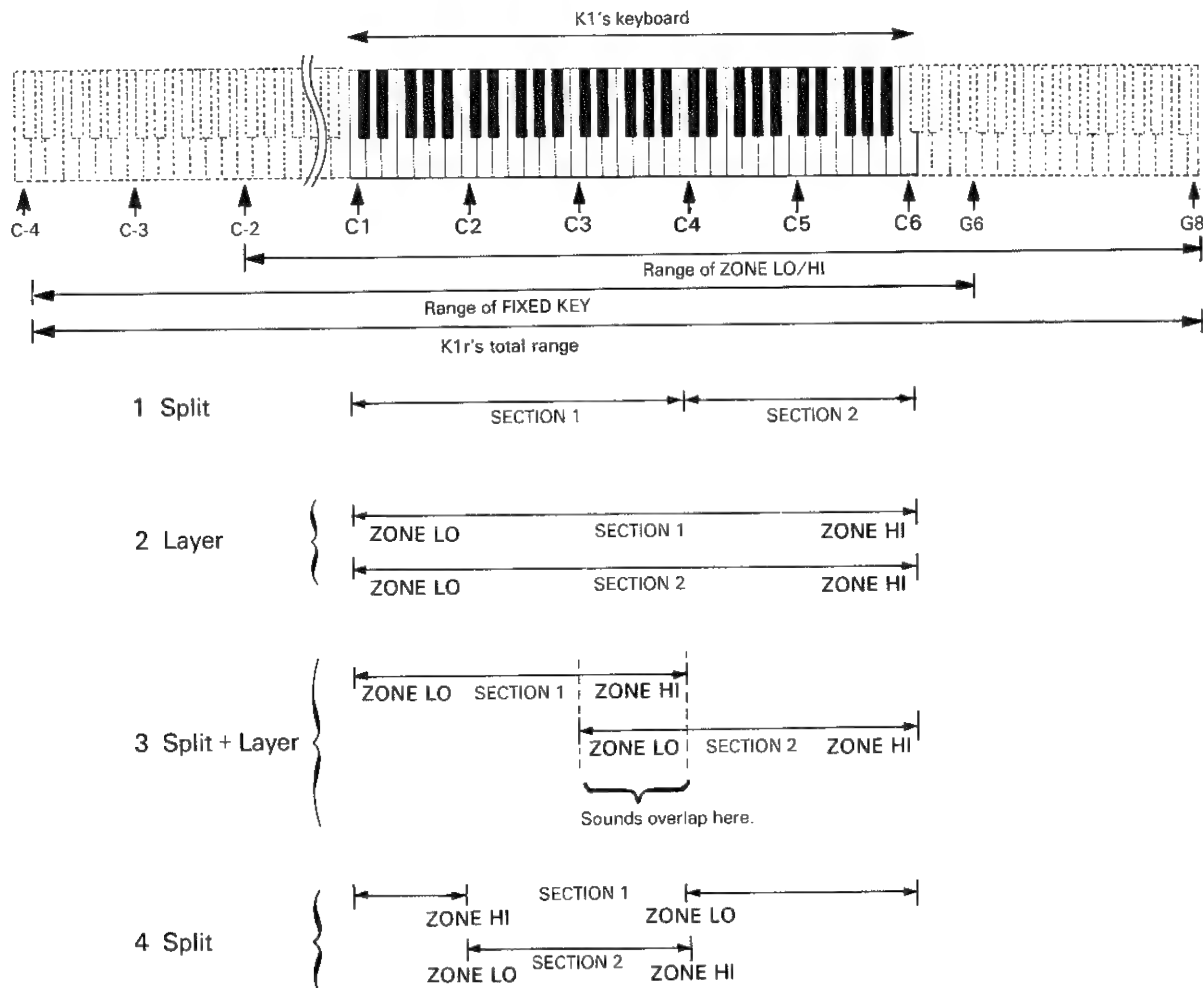 K1's keyboard
C-4 C-3 C-2 C1 C2 C3 C4 C5 C6 G6 G8
Range of ZONE LO/HI
Range of FIXED KEY
K1r's total range
1 Split
SECTION 1 SECTION 2
2 Layer
ZONE LO SECTION 1 ZONE HI
ZONE LO SECTION 2 ZONE HI
3 Split + Layer
ZONE LO SECTION 1 ZONE HI
ZONE LO SECTION 2 ZONE HI
Sounds overlap here.
4 Split
SECTION 1
ZONE HI ZONE LO
SECTION 2
ZONE LO ZONE HI